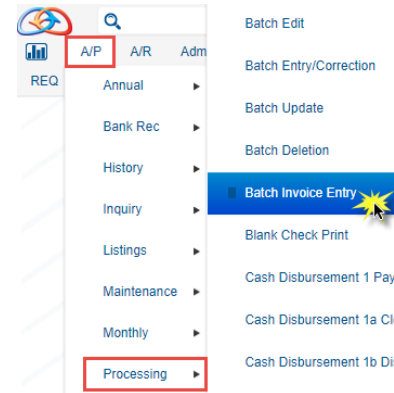 A/P A/R Adm
REQ
Annual
Bank Rec
History
Inquiry
Listings
Maintenance
Monthly
Processing
Batch Edit
Batch Entry/Correction
Batch Update
Batch Deletion
Batch Invoice Entry
Blank Check Print
Cash Disbursement 1 Pay
Cash Disbursement 1a Cl
Cash Disbursement 1b Di